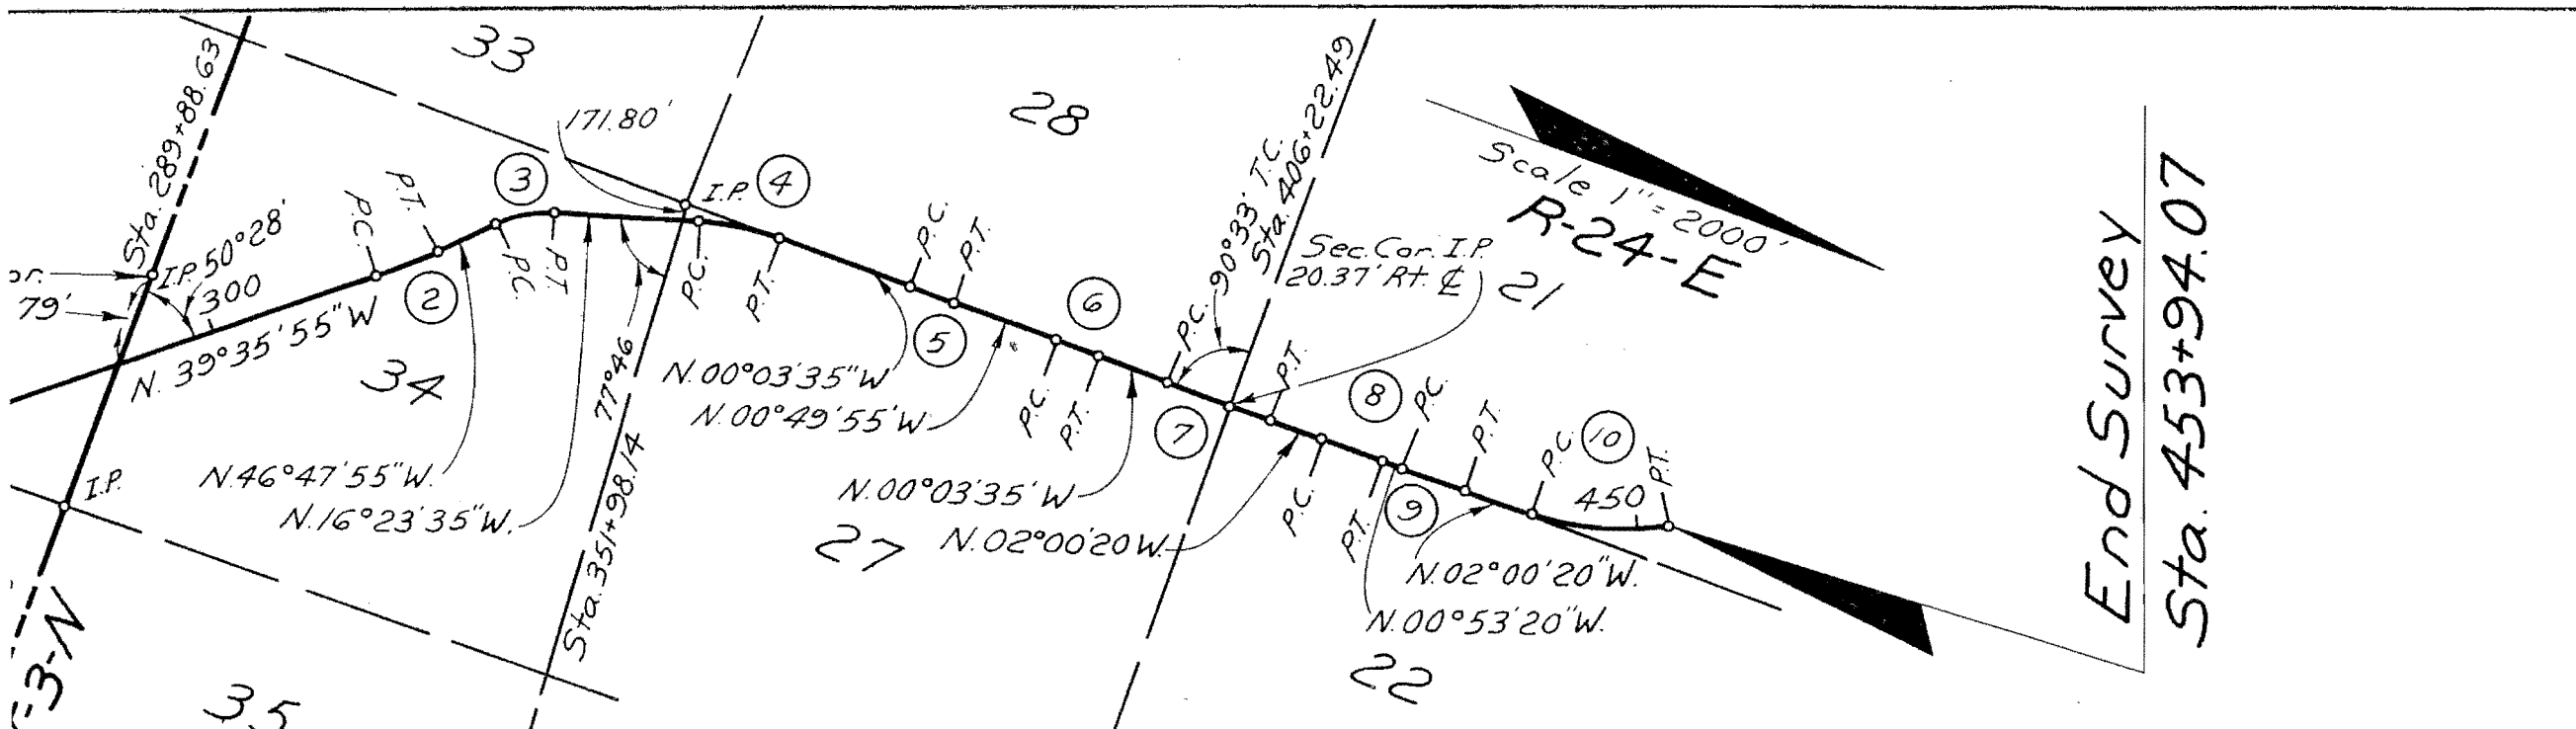 33
Sta. 289+88.63
171.80'
28
Sta. 406+22.49
90°33' T.C.
Scale 1"= 2000'
R-24-E
Sec. Cor. I.P.
20.37' Rt. ℄
21
End Survey
Sta. 453+94.07
3
I.P.
4
P.T.
P.C.
I.P. 50°28'
or.
79'
300
N. 39°35'55"W
2
P.C.
P.T.
P.C.
P.T.
P.C.
P.T.
34
77°46'
N.00°03'35"W
N.00°49'55"W
5
6
P.C.
P.T.
P.C.
7
P.T.
8
P.C.
P.T.
P.C.
10
P.T.
450
N.46°47'55"W.
N.16°23'35"W.
Sta. 351+98.14
I.P.
N.00°03'35'W
27
N.02°00'20W.
P.C.
P.T.
9
N.02°00'20"W.
N.00°53'20"W.
22
-3-N
35